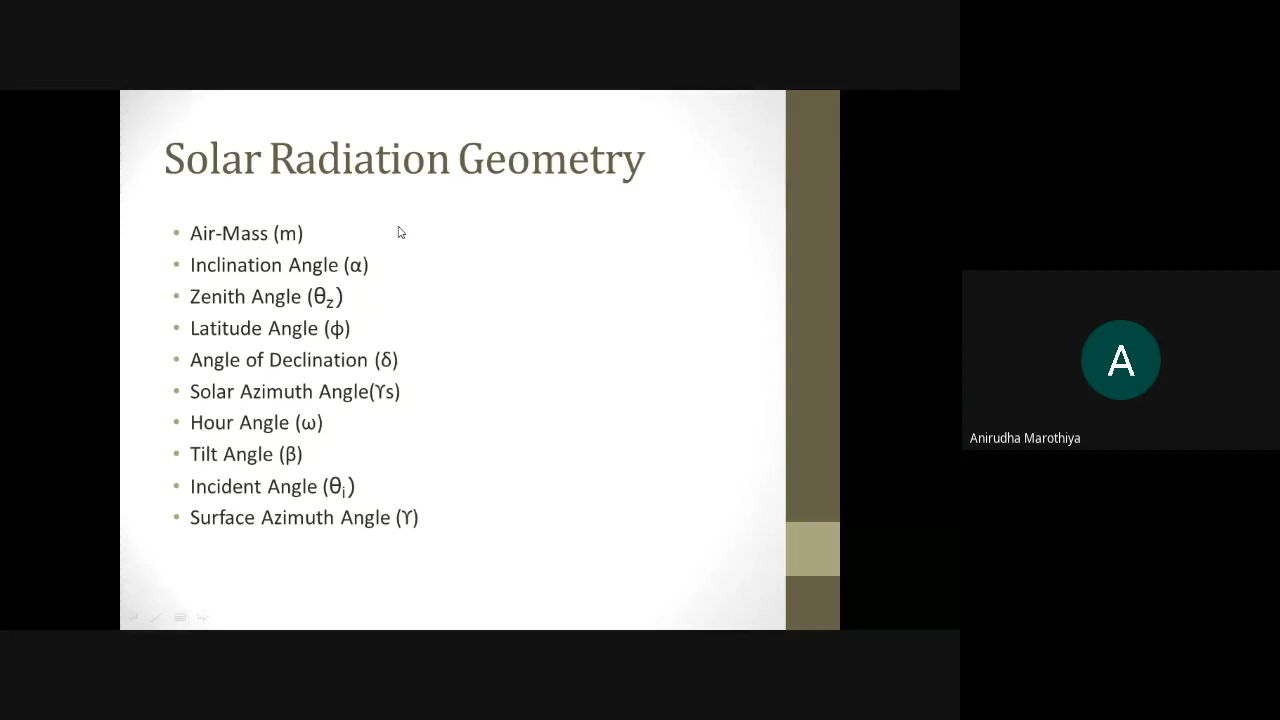 Solar Radiation Geometry
• Air-Mass (m)
• Inclination Angle (α)
• Zenith Angle (θz)
• Latitude Angle (ϕ)
• Angle of Declination (δ)
• Solar Azimuth Angle(ϒs)
• Hour Angle (ω)
• Tilt Angle (β)
• Incident Angle (θi)
• Surface Azimuth Angle (ϒ)
A
Anirudha Marothiya